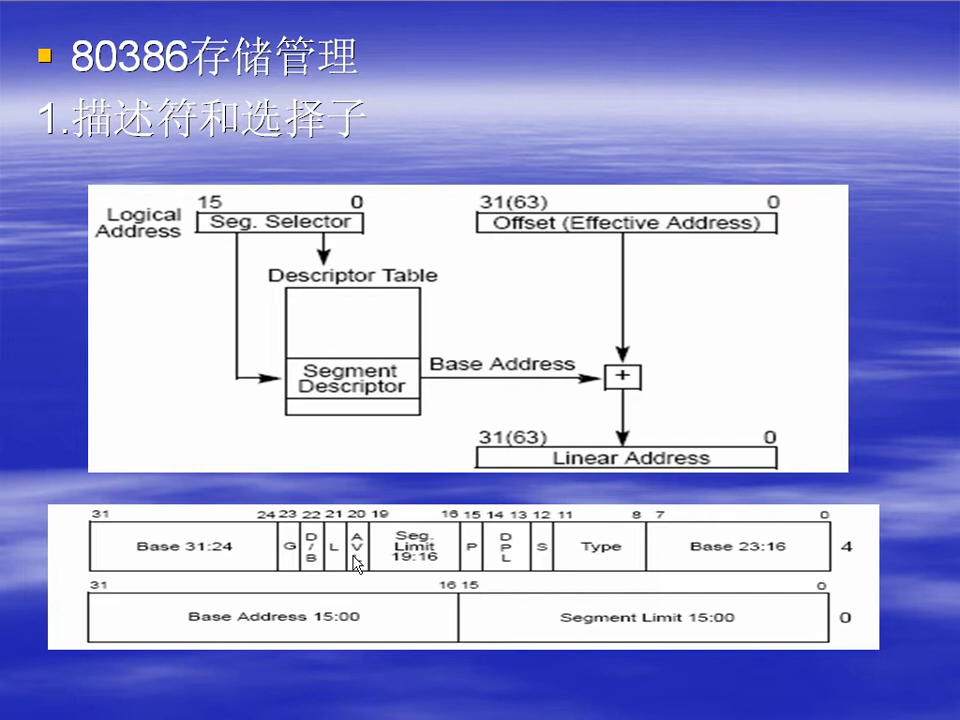 80386存储管理
1.描述符和选择子
15 0 31(63) 0
Logical Address Seg. Selector Offset (Effective Address)
Descriptor Table
Segment Descriptor Base Address +
31(63) 0
Linear Address
31 24 23 22 21 20 19 16 15 14 13 12 11 8 7 0
Base 31:24 G D/B L AV Seg. Limit 19:16 P DPL S Type Base 23:16 4
31 16 15 0
Base Address 15:00 Segment Limit 15:00 0